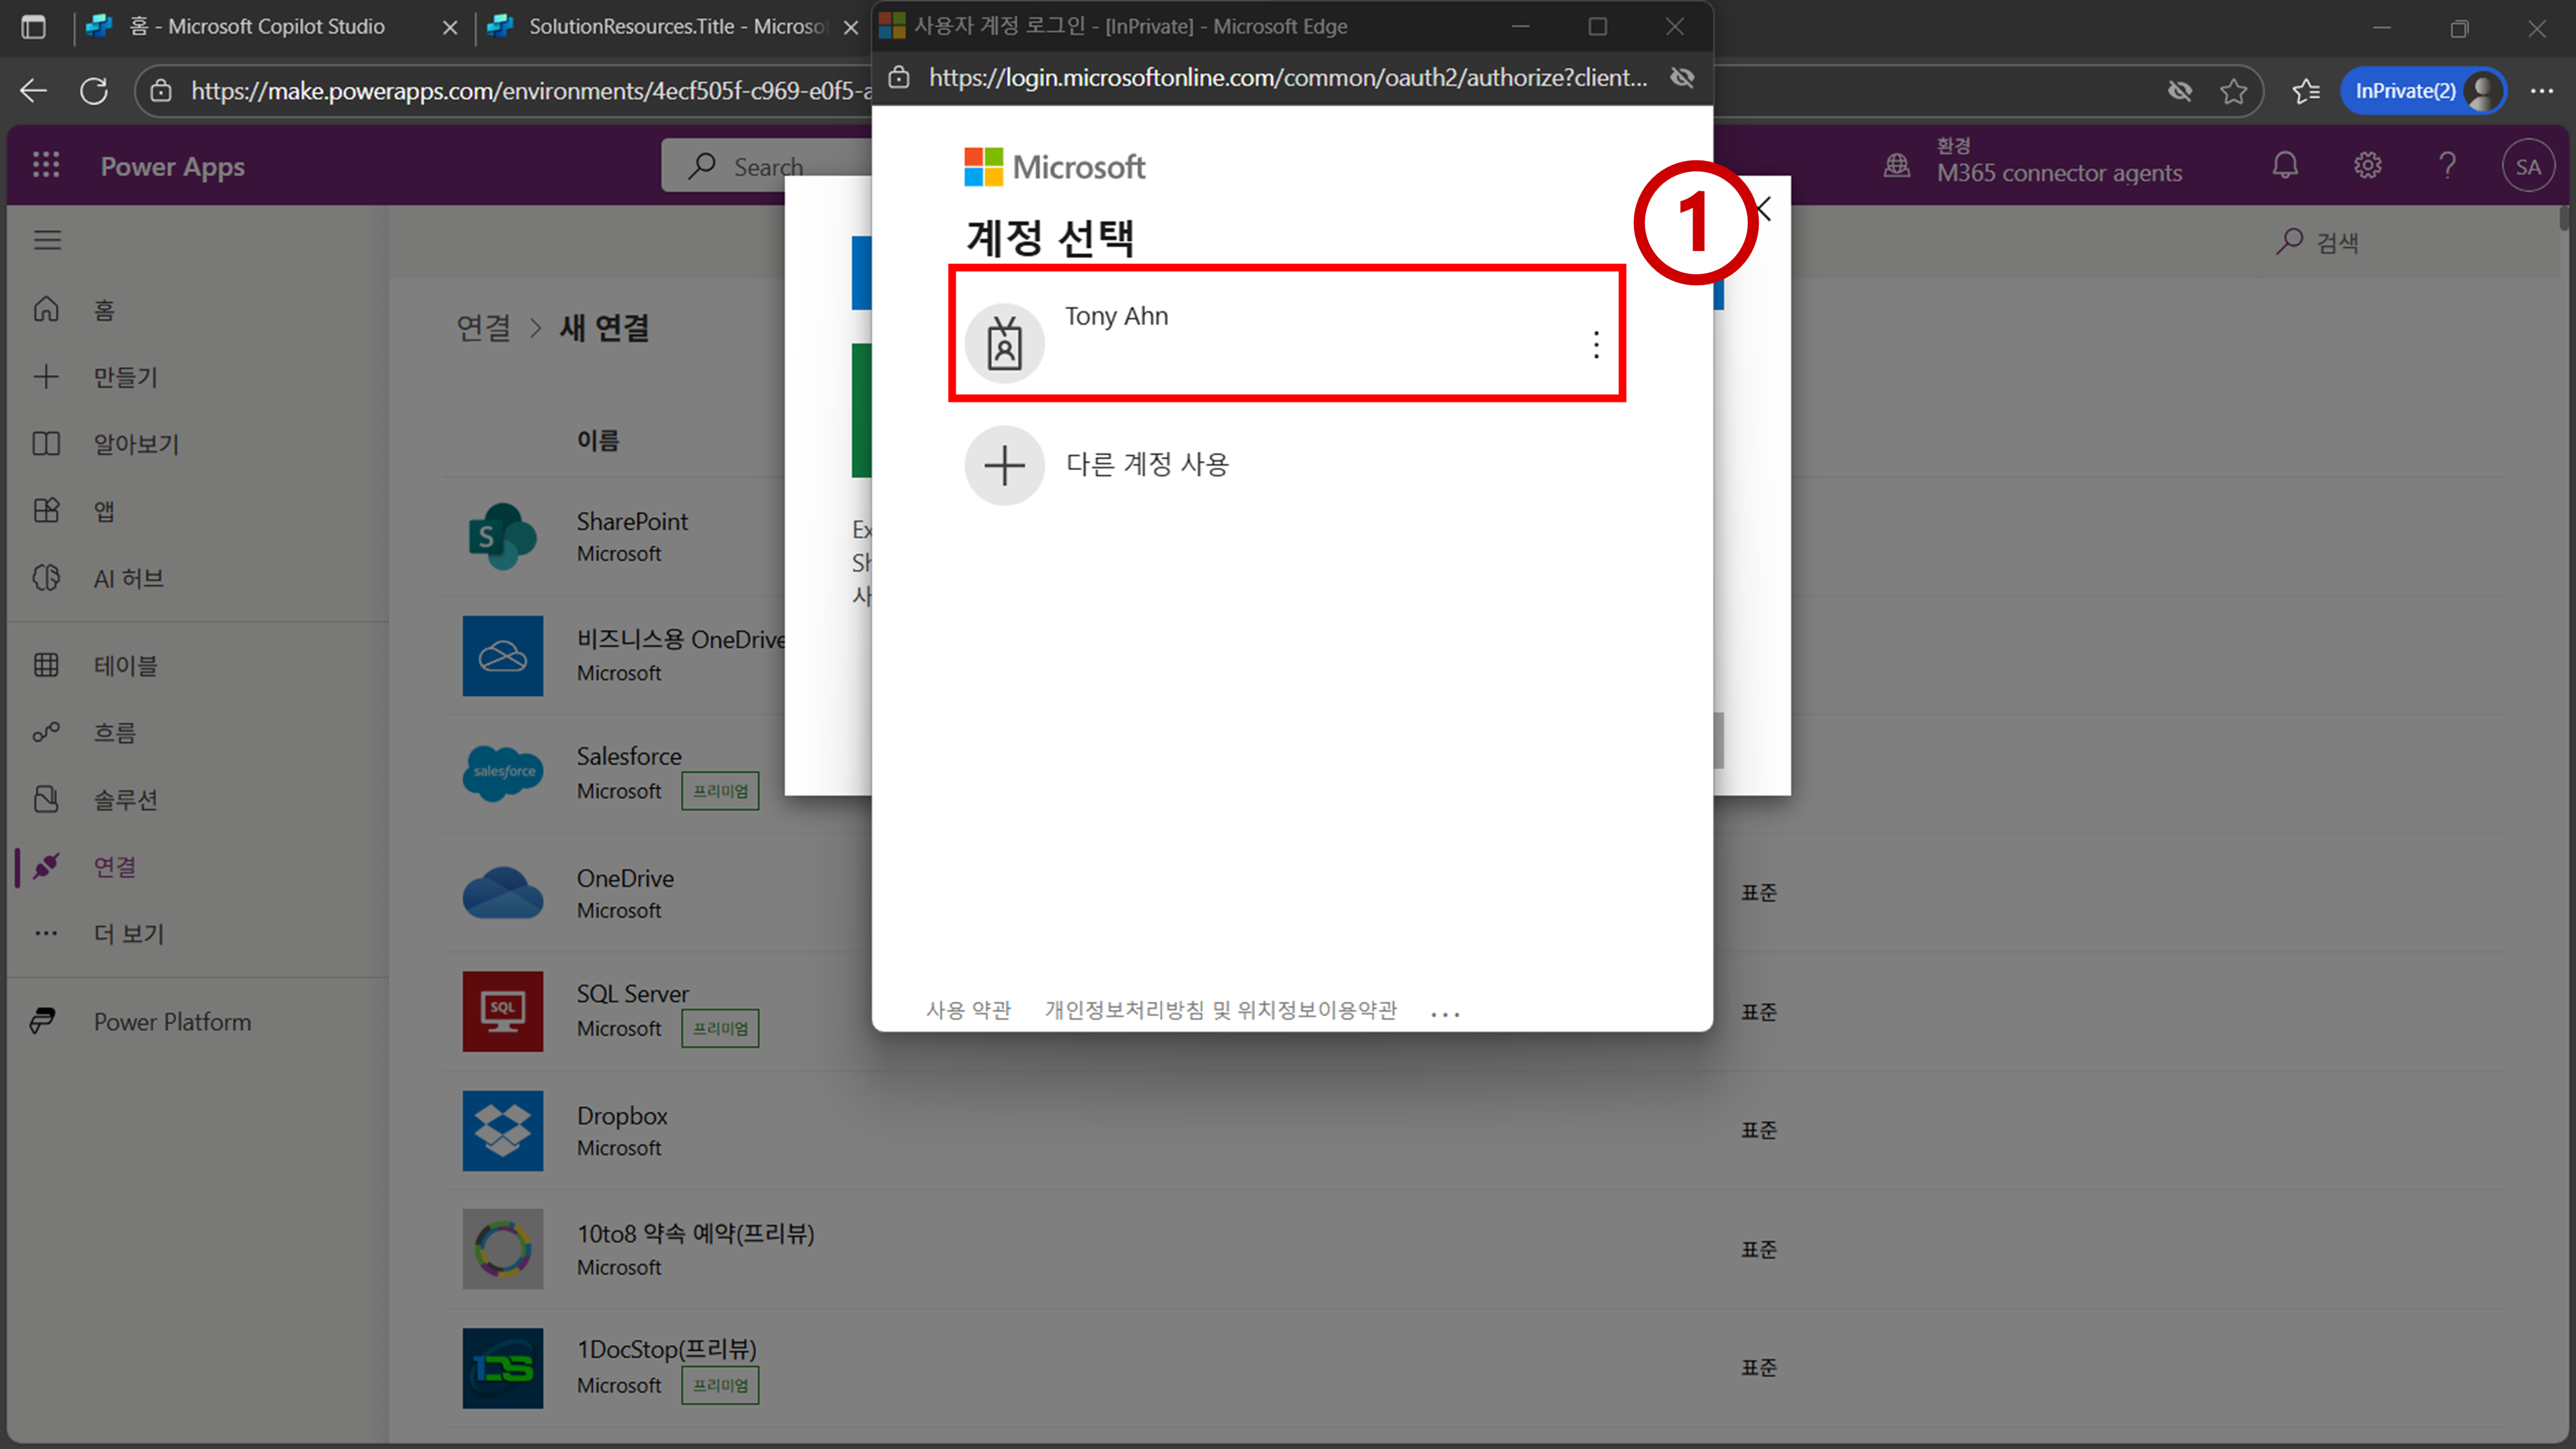 홈 - Microsoft Copilot Studio
SolutionResources.Title - Microso
사용자 계정 로그인 - [InPrivate] - Microsoft Edge
https://make.powerapps.com/environments/4ecf505f-c969-e0f5-a
https://login.microsoftonline.com/common/oauth2/authorize?client...
InPrivate(2)
Power Apps
Search
환경
M365 connector agents
SA
Microsoft
계정 선택
1
Tony Ahn
다른 계정 사용
사용 약관
개인정보처리방침 및 위치정보이용약관
...
검색
홈
만들기
알아보기
앱
AI 허브
테이블
흐름
솔루션
연결
더 보기
Power Platform
연결 > 새 연결
이름
Ex
Sh
사
SharePoint
Microsoft
비즈니스용 OneDrive
Microsoft
salesforce
Salesforce
Microsoft 프리미엄
OneDrive
Microsoft
표준
SQL
SQL Server
Microsoft 프리미엄
표준
Dropbox
Microsoft
표준
10to8 약속 예약(프리뷰)
Microsoft
표준
1DS
1DocStop(프리뷰)
Microsoft 프리미엄
표준